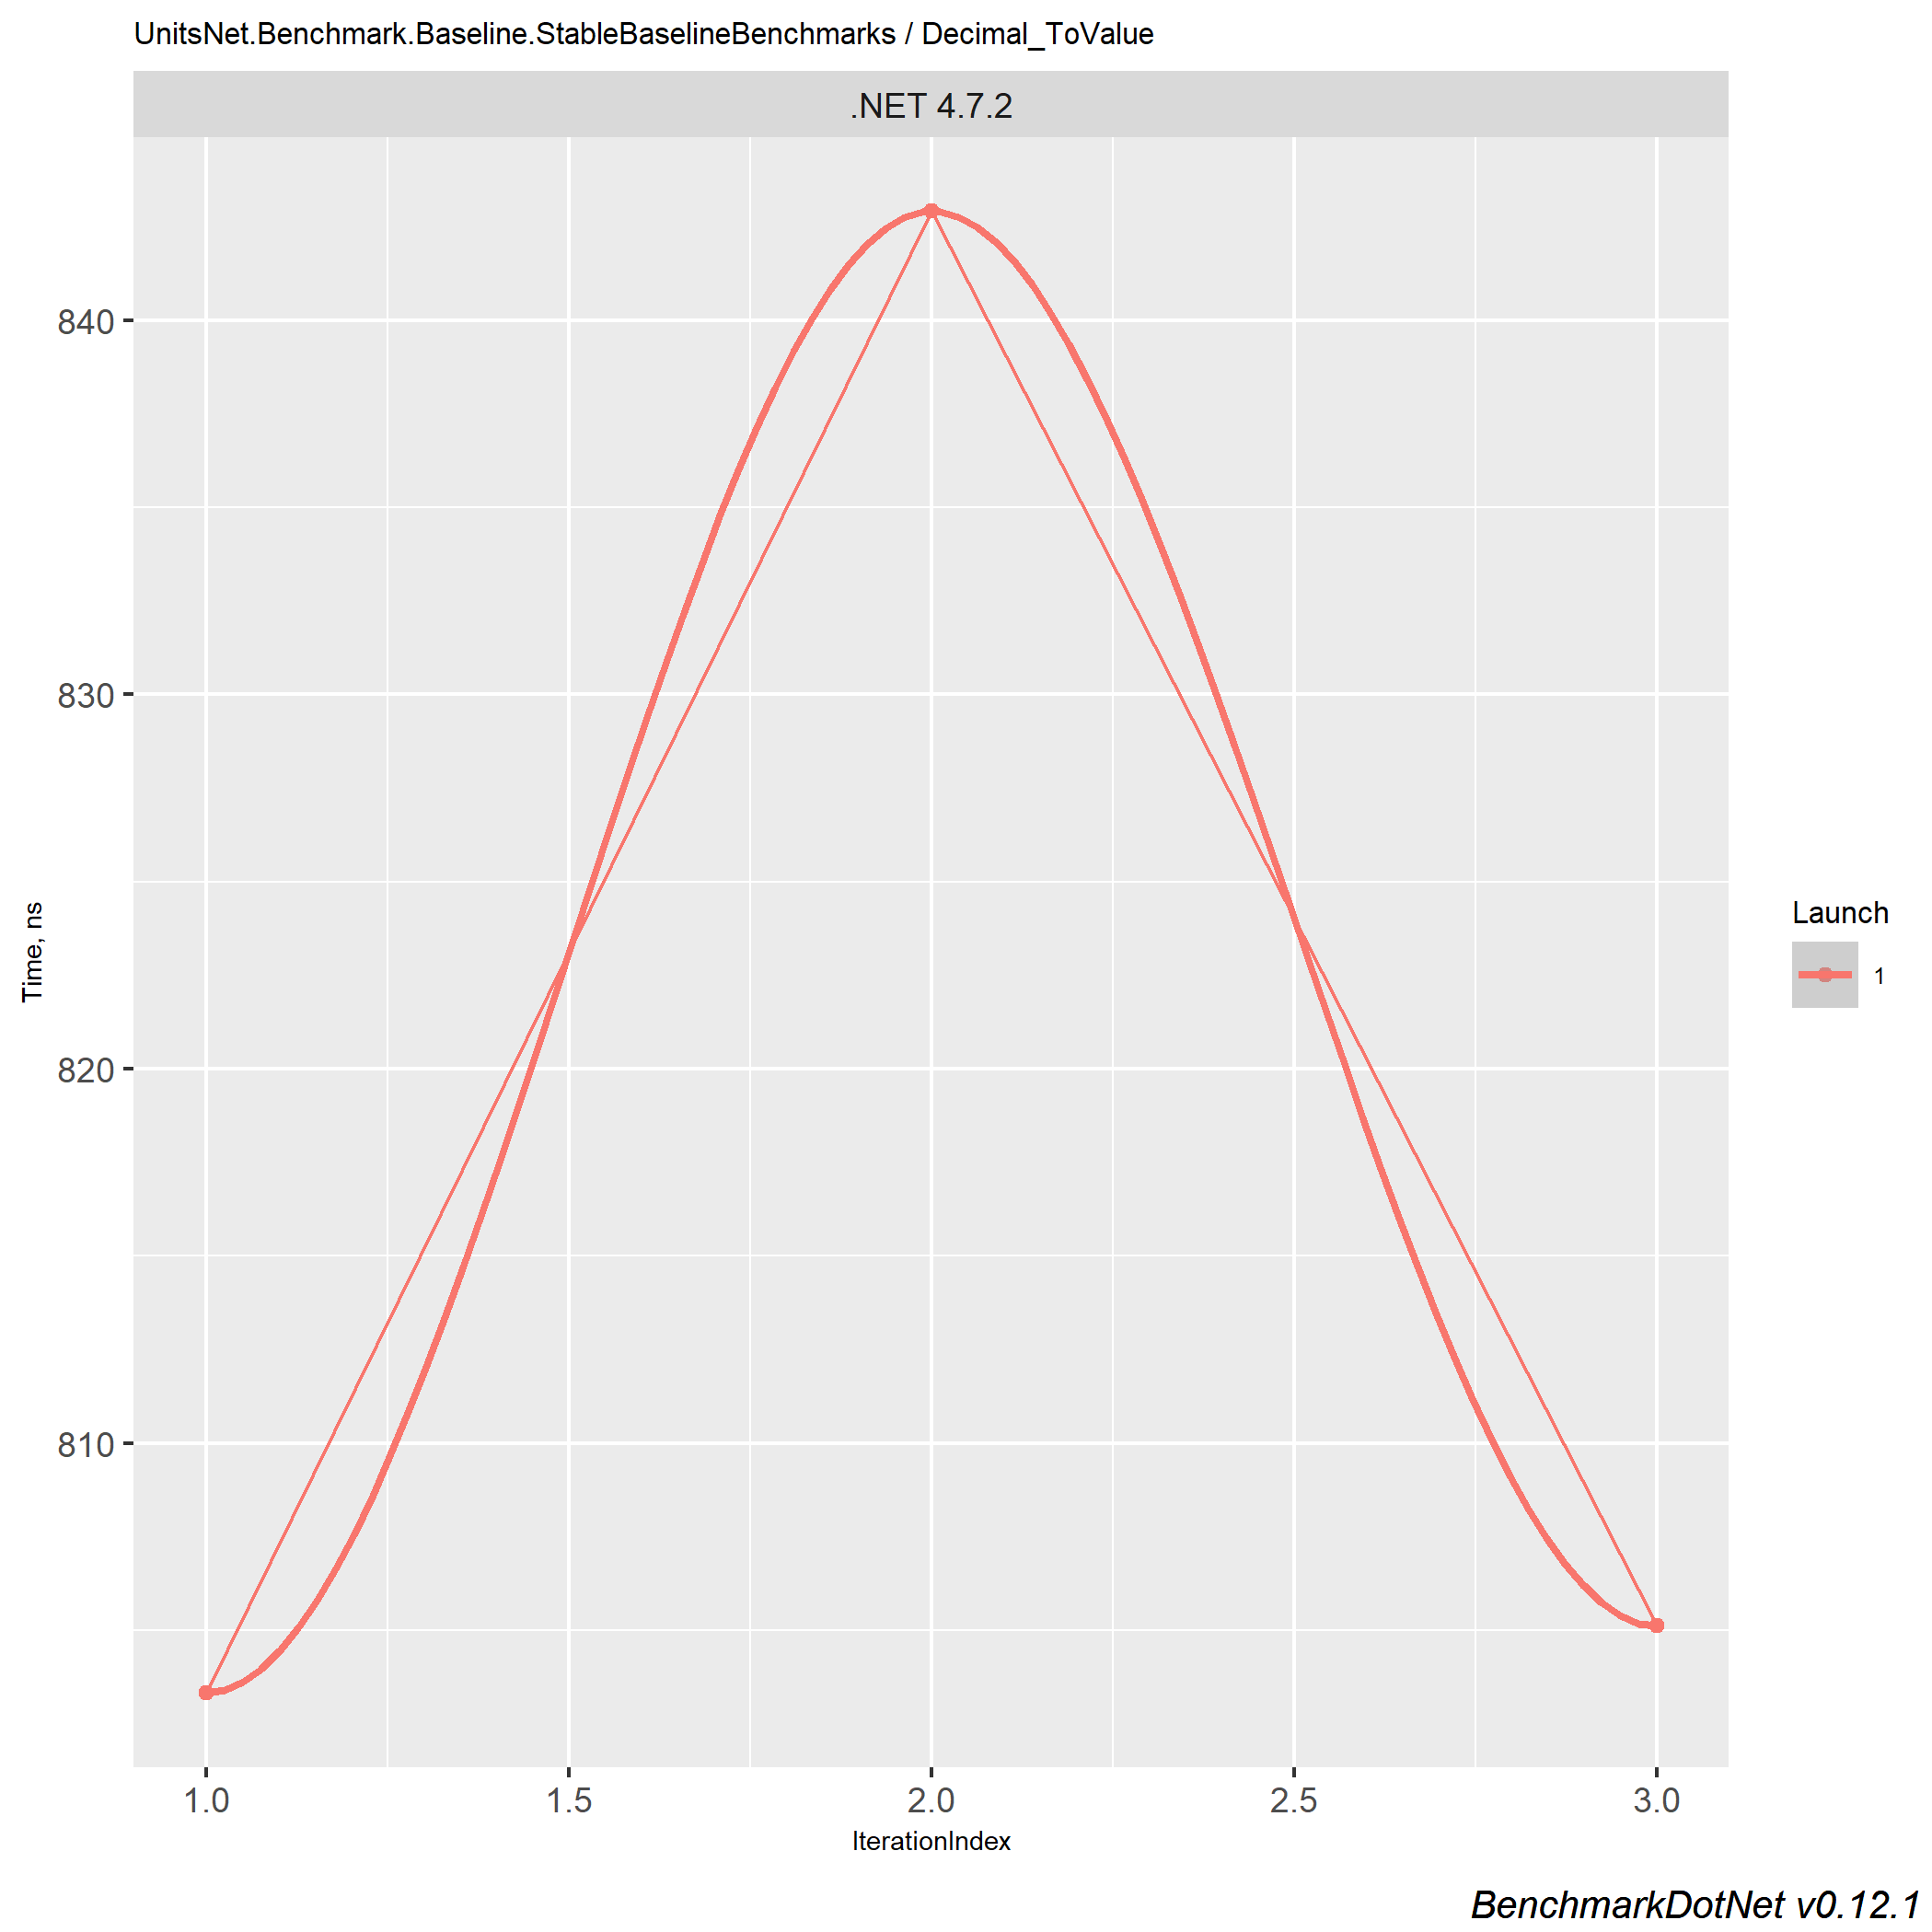 UnitsNet.Benchmark.Baseline.StableBaselineBenchmarks / Decimal_ToValue
.NET 4.7.2
840
830
820
810
Time, ns
Launch
1
1.0 1.5 2.0 2.5 3.0
IterationIndex
BenchmarkDotNet v0.12.1